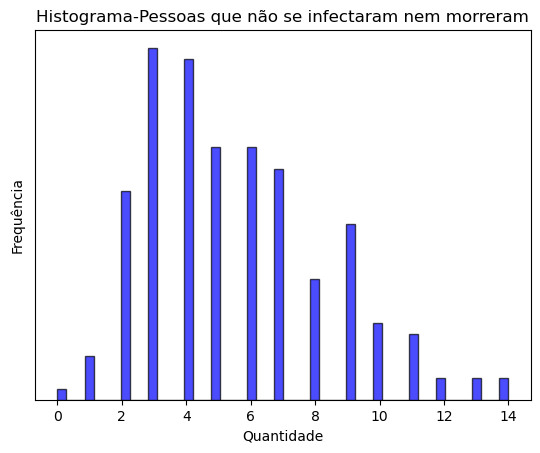 Histograma-Pessoas que não se infectaram nem morreram
Frequência
0 2 4 6 8 10 12 14
Quantidade